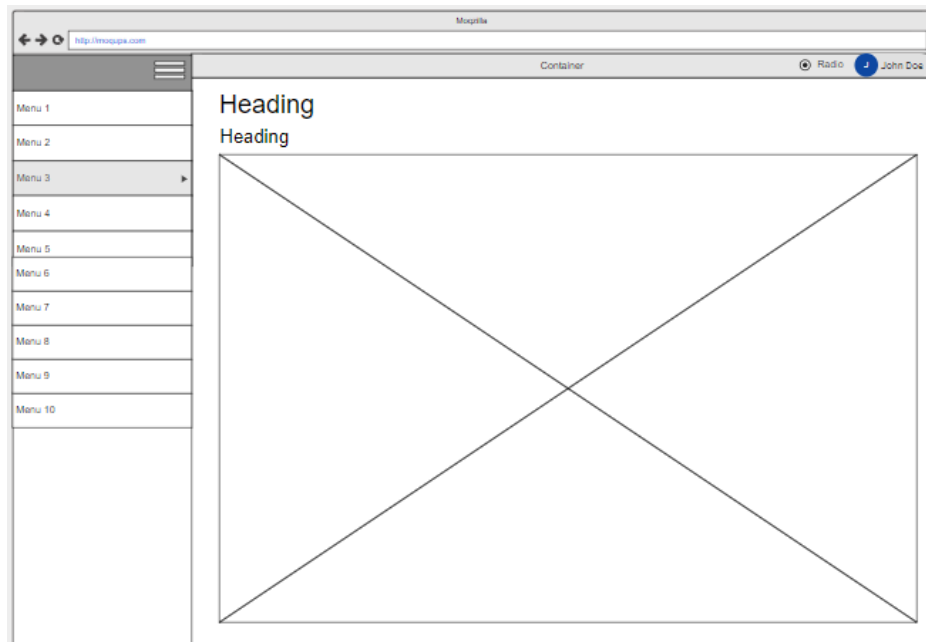 Moqzilla
http://moqups.com
Container
Radio
J
John Doe
Menu 1
Menu 2
Menu 3
Menu 4
Menu 5
Menu 6
Menu 7
Menu 8
Menu 9
Menu 10
Heading
Heading